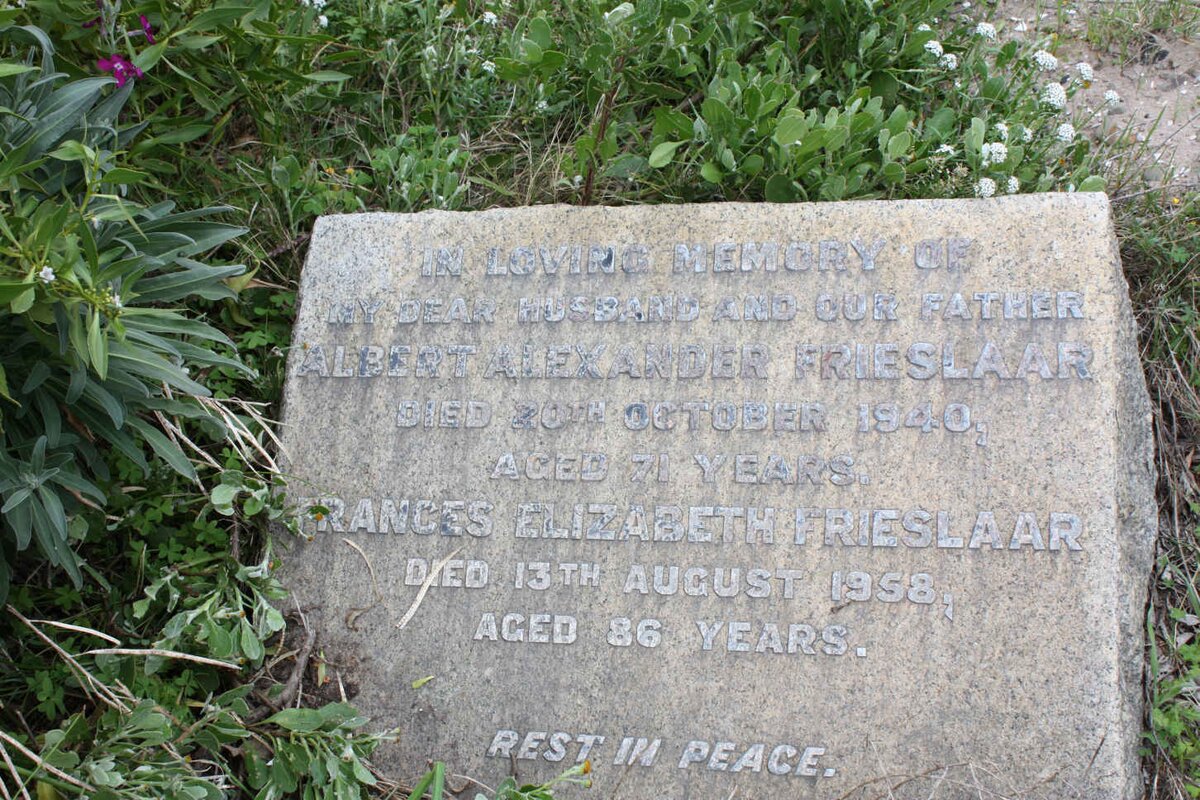 IN LOVING MEMORY OF
MY DEAR HUSBAND AND OUR FATHER
ALBERT ALEXANDER FRIESLAAR
DIED 20TH OCTOBER 1940,
AGED 71 YEARS.
FRANCES ELIZABETH FRIESLAAR
DIED 13TH AUGUST 1958,
AGED 86 YEARS.
REST IN PEACE.